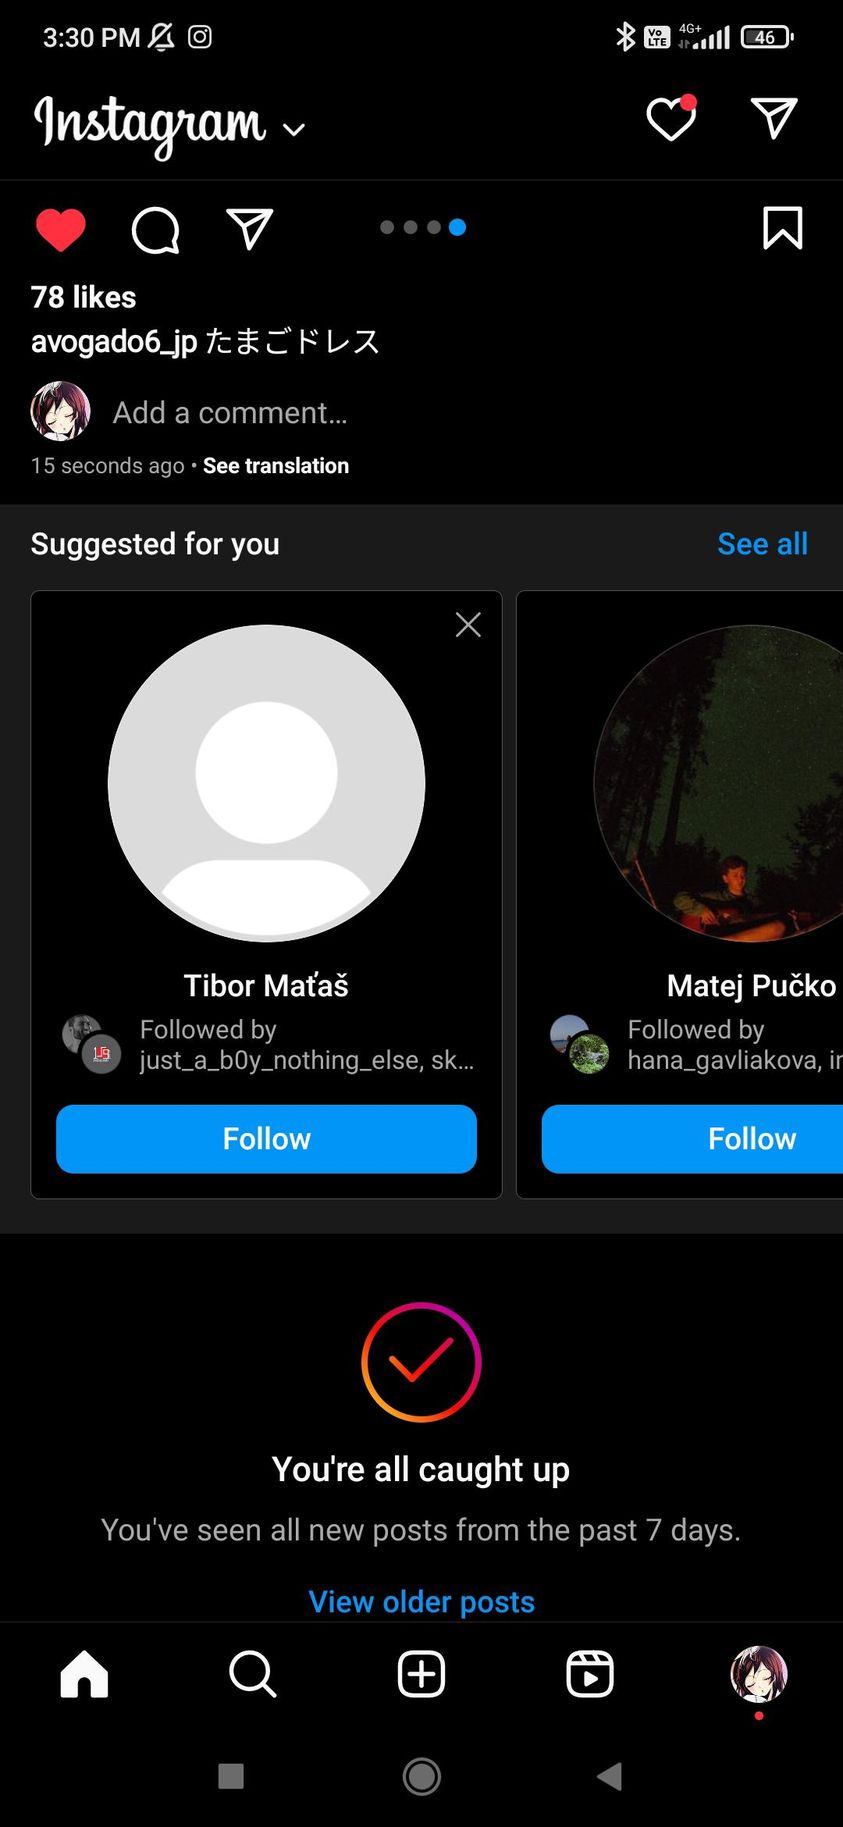 3:30 PM
Vo LTE
4G+
46
Instagram
78 likes
avogado6_jp たまごドレス
Add a comment...
15 seconds ago • See translation
Suggested for you
See all
Tibor Maťaš
Followed by
just_a_b0y_nothing_else, sk...
Follow
Matej Pučko
Followed by
hana_gavliakova, ir
Follow
You're all caught up
You've seen all new posts from the past 7 days.
View older posts